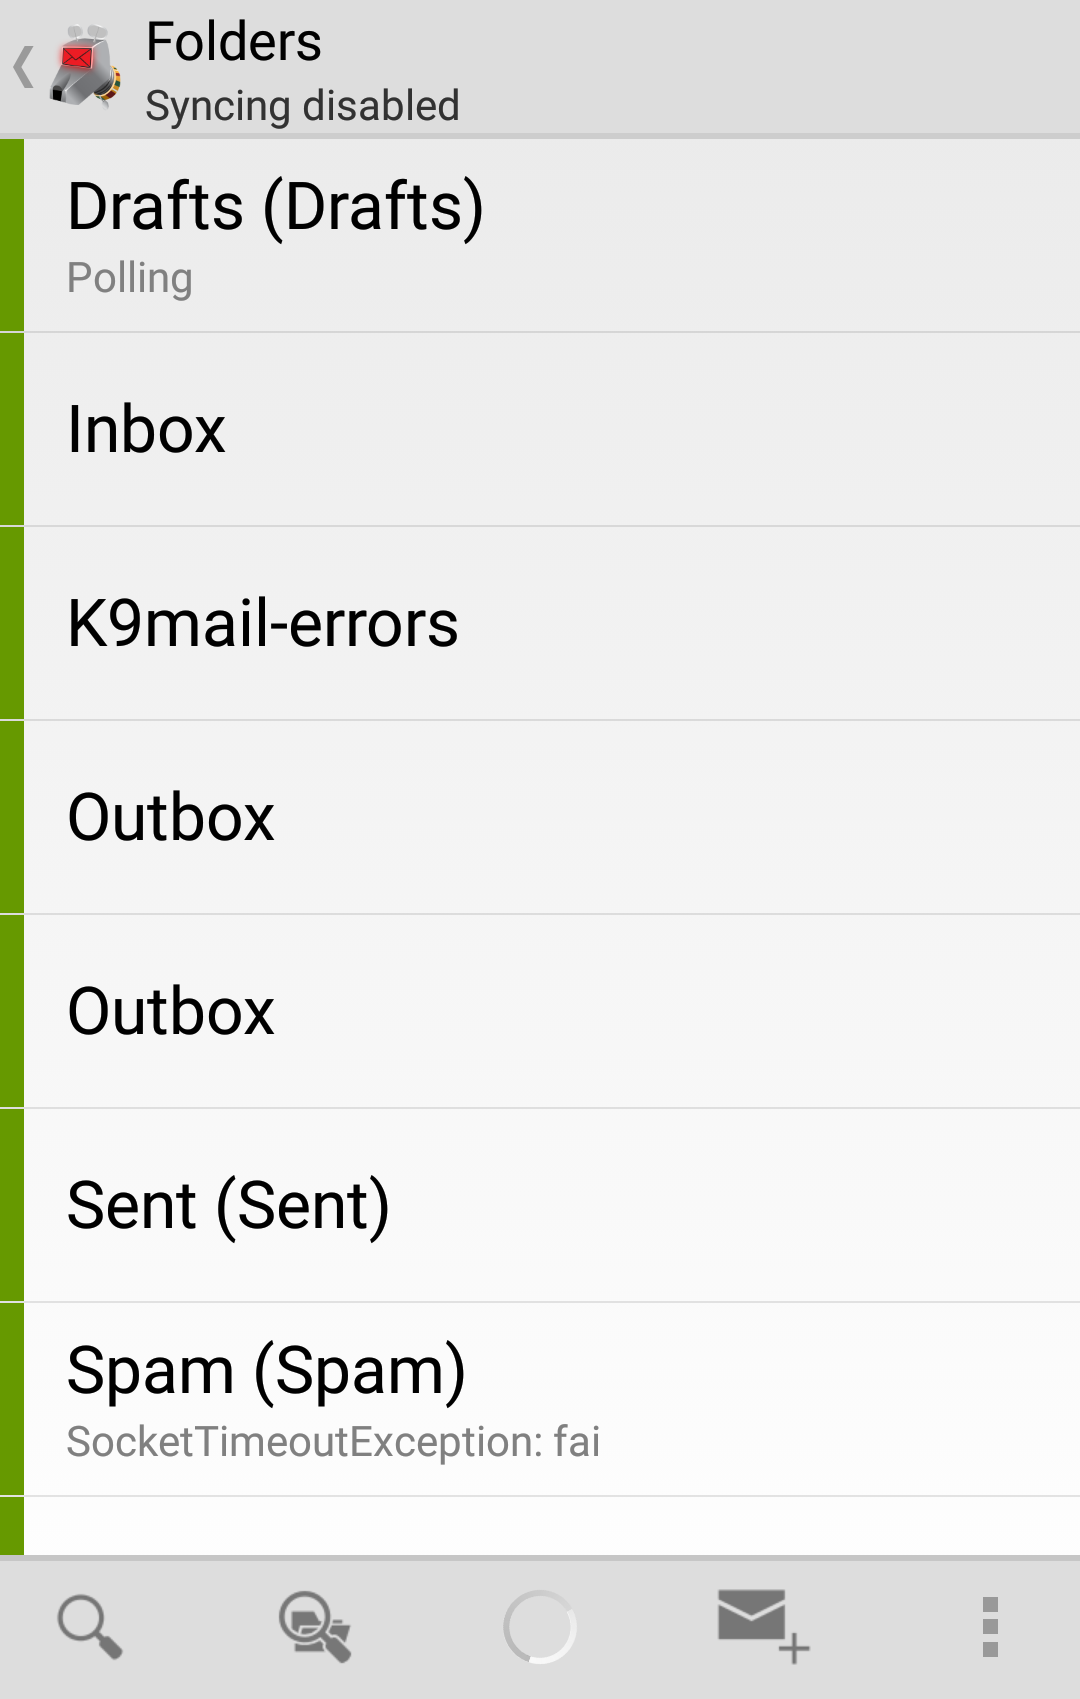 Folders
Syncing disabled
Drafts (Drafts)
Polling
Inbox
K9mail-errors
Outbox
Outbox
Sent (Sent)
Spam (Spam)
SocketTimeoutException: fai